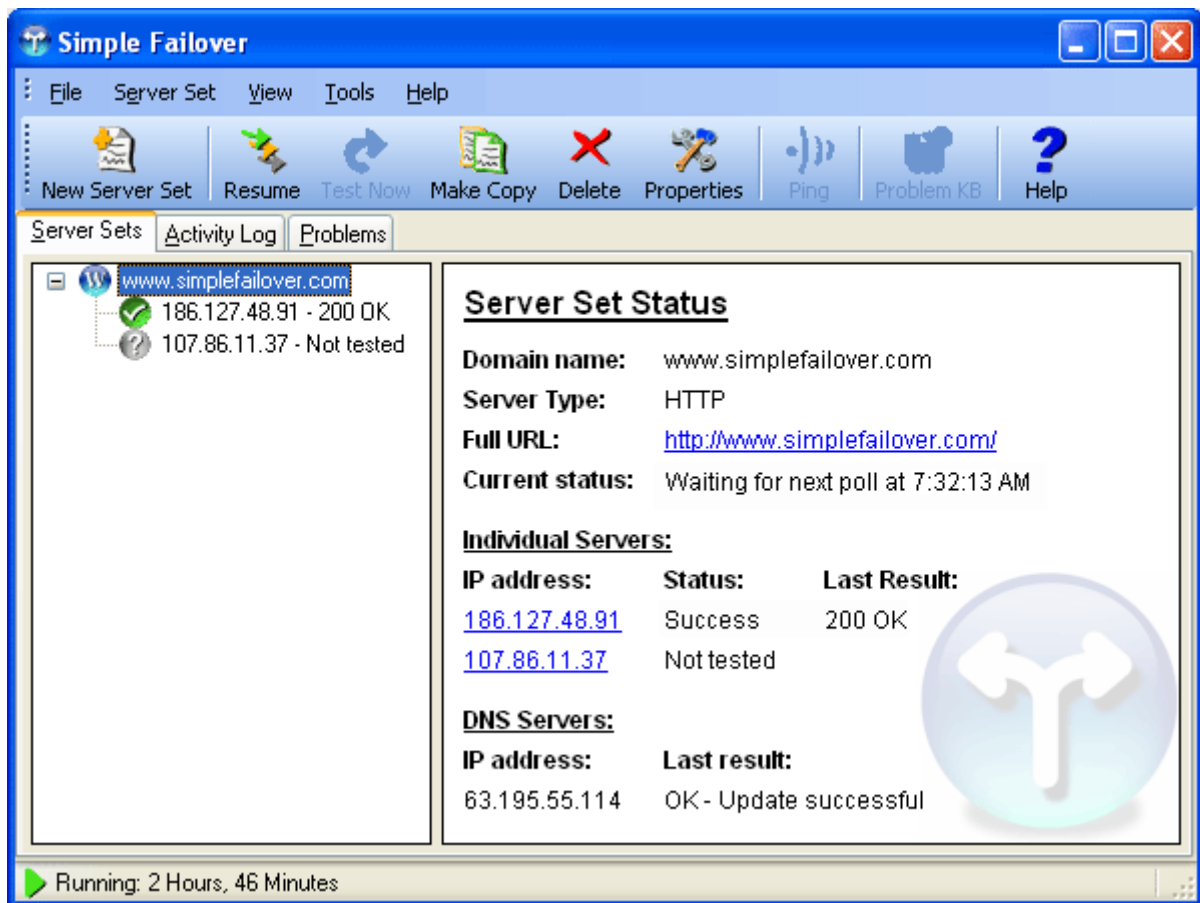 Simple Failover
File Server Set View Tools Help
New Server Set Resume Test Now Make Copy Delete Properties Ping Problem KB Help
Server Sets Activity Log Problems
www.simplefailover.com
186.127.48.91 - 200 OK
107.86.11.37 - Not tested
Server Set Status
Domain name: www.simplefailover.com
Server Type: HTTP
Full URL: http://www.simplefailover.com/
Current status: Waiting for next poll at 7:32:13 AM
Individual Servers:
IP address: Status: Last Result:
186.127.48.91 Success 200 OK
107.86.11.37 Not tested
DNS Servers:
IP address: Last result:
63.195.55.114 OK - Update successful
Running: 2 Hours, 46 Minutes